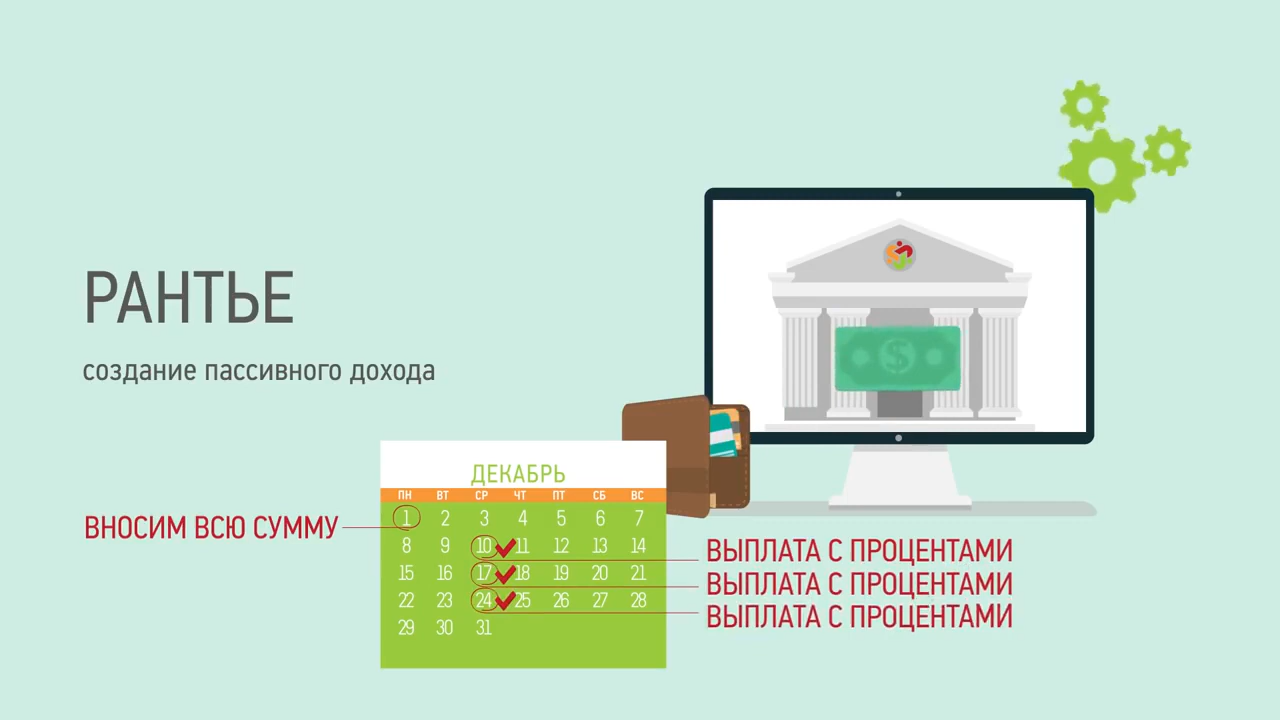 РАНТЬЕ
создание пассивного дохода
ДЕКАБРЬ
ПН ВТ СР ЧТ ПТ СБ ВС
1 2 3 4 5 6 7
8 9 10 11 12 13 14
15 16 17 18 19 20 21
22 23 24 25 26 27 28
29 30 31
ВНОСИМ ВСЮ СУММУ
ВЫПЛАТА С ПРОЦЕНТАМИ
ВЫПЛАТА С ПРОЦЕНТАМИ
ВЫПЛАТА С ПРОЦЕНТАМИ
$